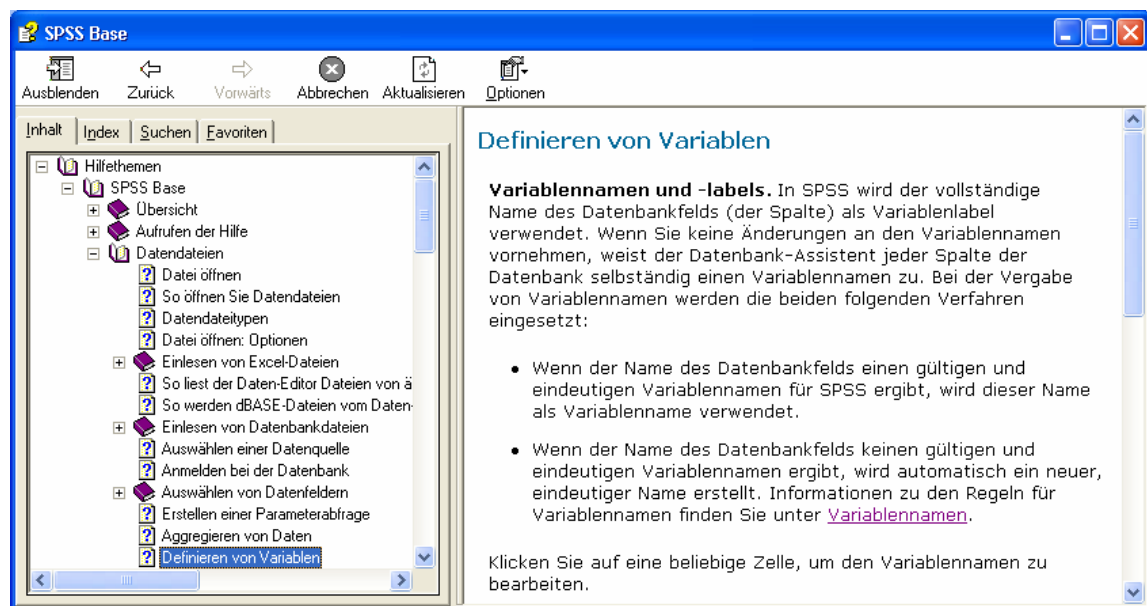 SPSS Base
Ausblenden Zurück Vorwärts Abbrechen Aktualisieren Optionen
Inhalt Index Suchen Favoriten
Hilfethemen
SPSS Base
Übersicht
Aufrufen der Hilfe
Datendateien
Datei öffnen
So öffnen Sie Datendateien
Datendateitypen
Datei öffnen: Optionen
Einlesen von Excel-Dateien
So liest der Daten-Editor Dateien von ä
So werden dBASE-Dateien vom Daten-
Einlesen von Datenbankdateien
Auswählen einer Datenquelle
Anmelden bei der Datenbank
Auswählen von Datenfeldern
Erstellen einer Parameterabfrage
Aggregieren von Daten
Definieren von Variablen
Definieren von Variablen
Variablennamen und -labels. In SPSS wird der vollständige
Name des Datenbankfelds (der Spalte) als Variablenlabel
verwendet. Wenn Sie keine Änderungen an den Variablennamen
vornehmen, weist der Datenbank-Assistent jeder Spalte der
Datenbank selbständig einen Variablennamen zu. Bei der Vergabe
von Variablennamen werden die beiden folgenden Verfahren
eingesetzt:
• Wenn der Name des Datenbankfelds einen gültigen und
eindeutigen Variablennamen für SPSS ergibt, wird dieser Name
als Variablenname verwendet.
• Wenn der Name des Datenbankfelds keinen gültigen und
eindeutigen Variablennamen ergibt, wird automatisch ein neuer,
eindeutiger Name erstellt. Informationen zu den Regeln für
Variablennamen finden Sie unter Variablennamen.
Klicken Sie auf eine beliebige Zelle, um den Variablennamen zu
bearbeiten.